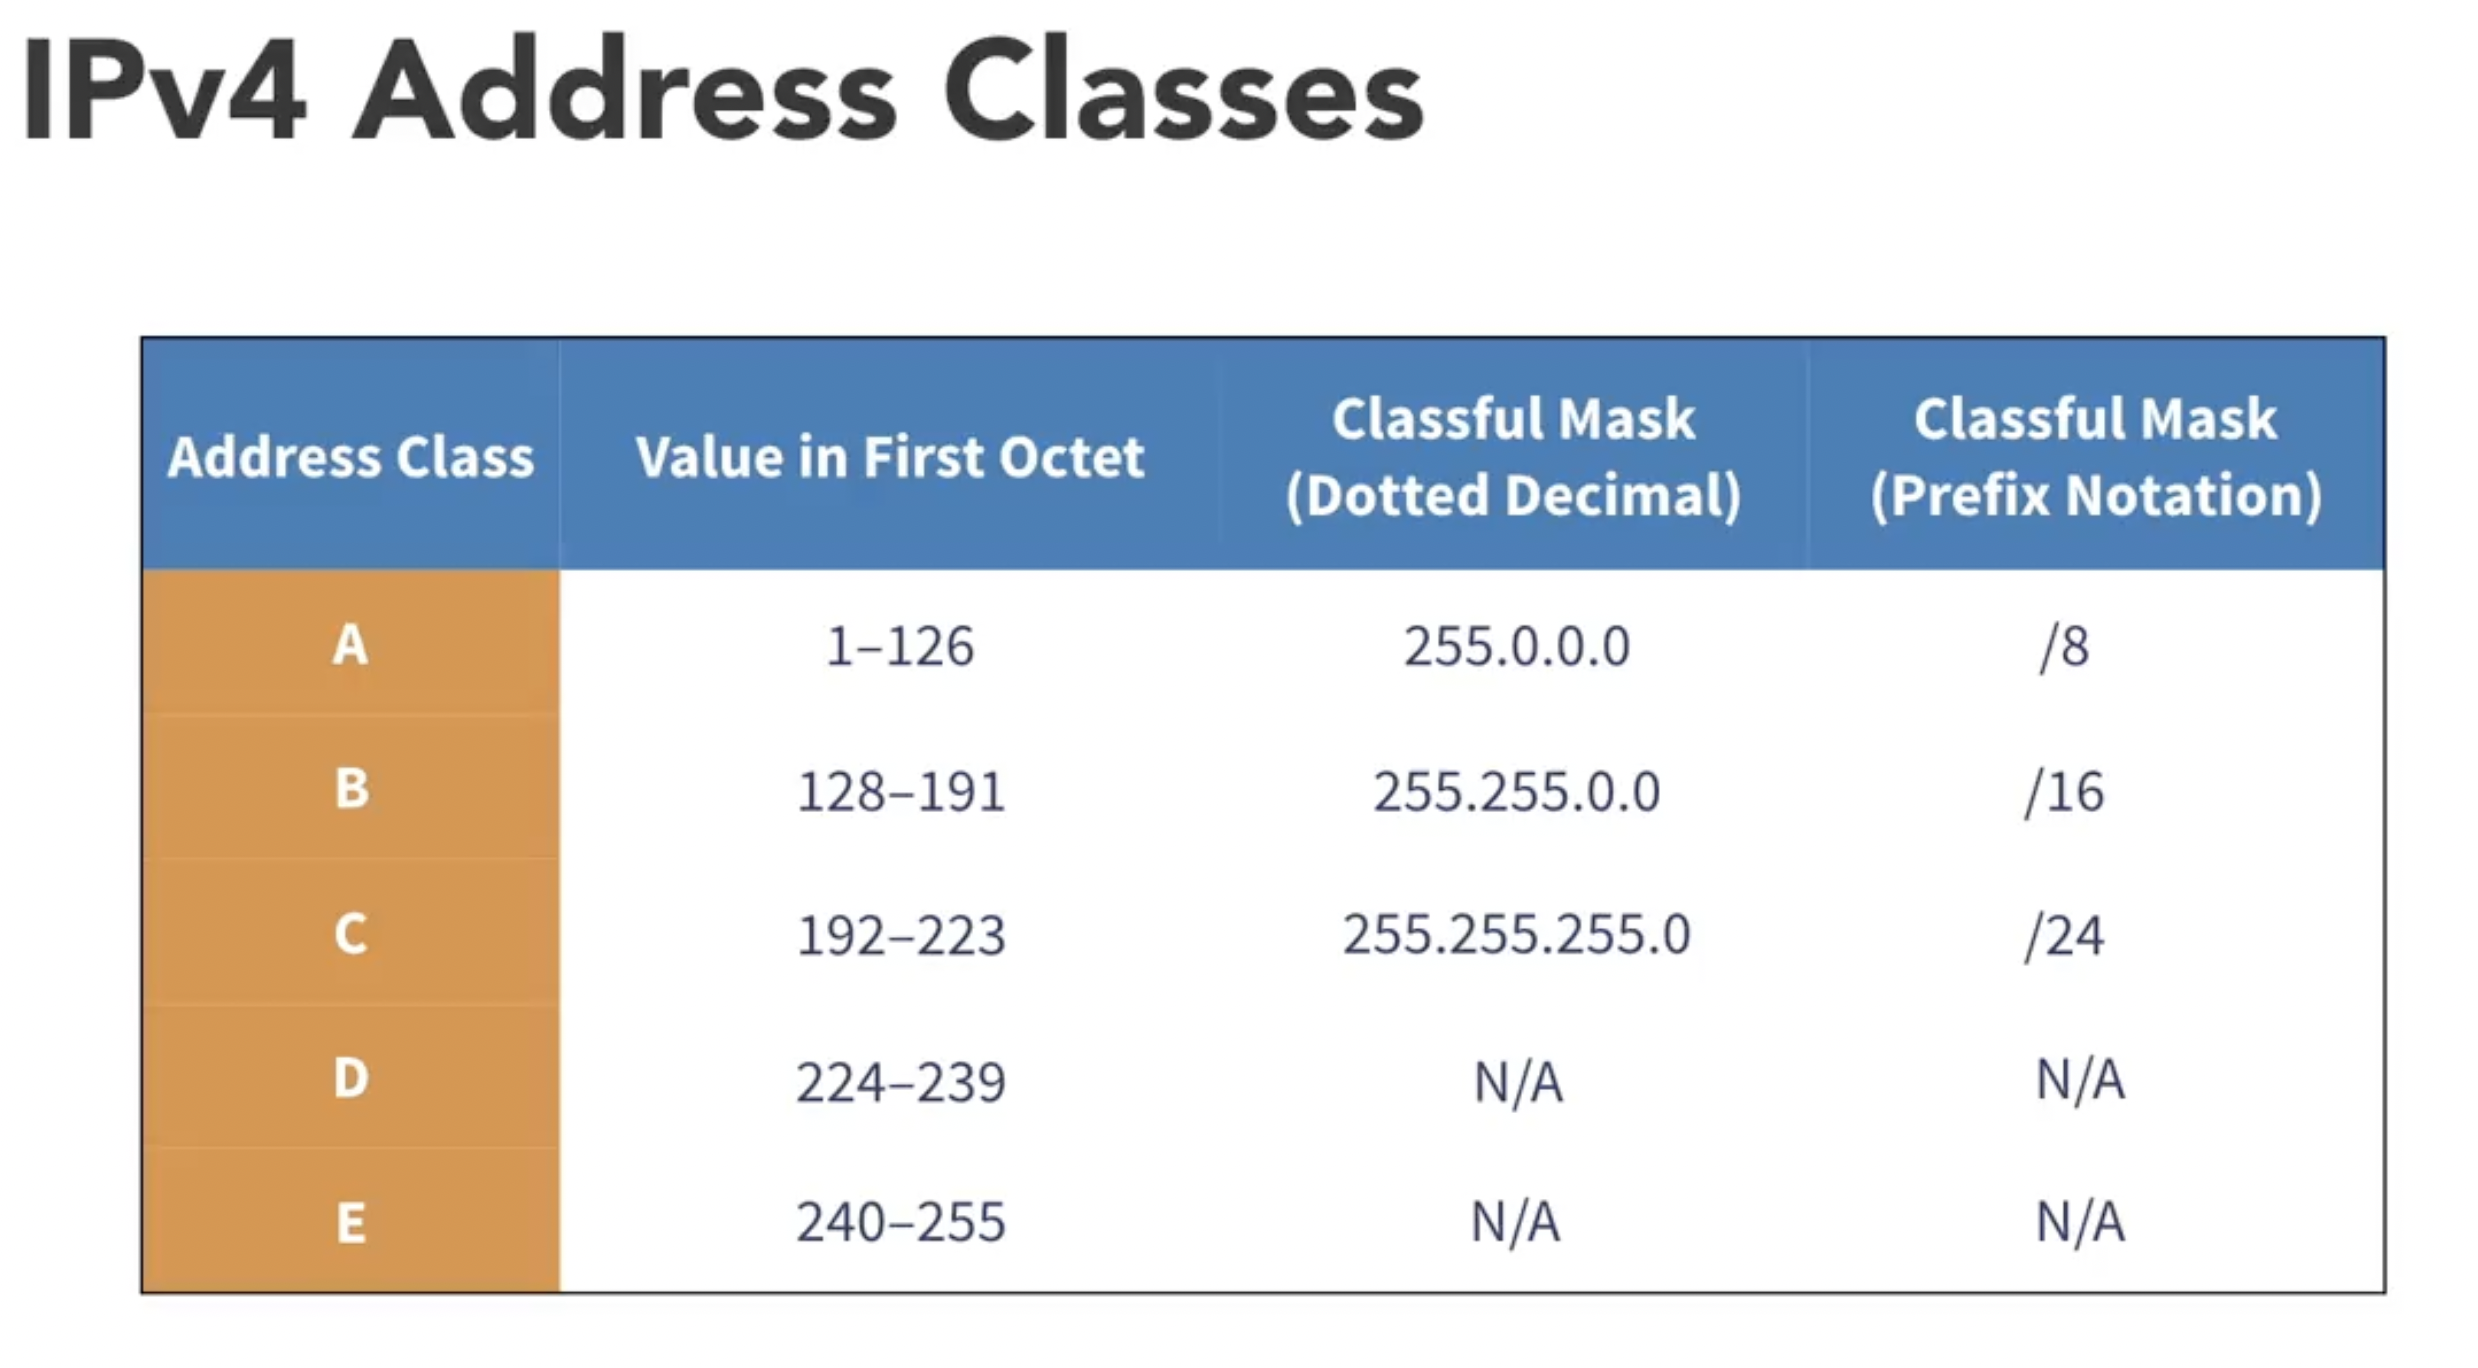 IPv4 Address Classes
Address Class Value in First Octet Classful Mask (Dotted Decimal) Classful Mask (Prefix Notation)
A 1–126 255.0.0.0 /8
B 128–191 255.255.0.0 /16
C 192–223 255.255.255.0 /24
D 224–239 N/A N/A
E 240–255 N/A N/A